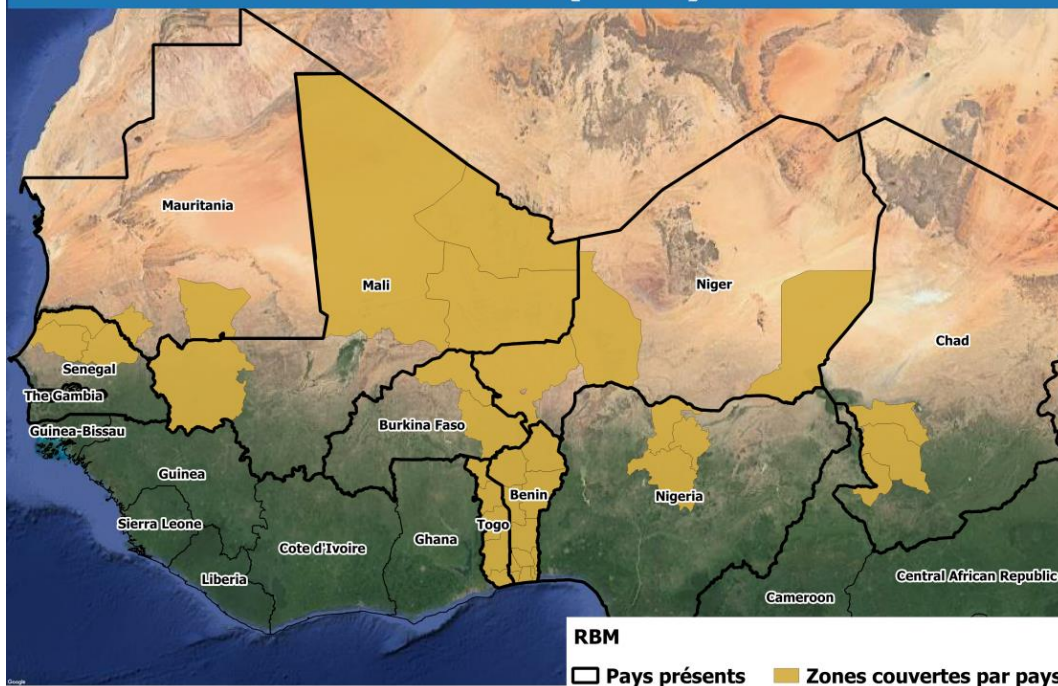 Mauritania
Mali
Niger
Chad
Senegal
The Gambia
Guinea-Bissau
Burkina Faso
Guinea
Benin
Nigeria
Togo
Sierra Leone
Ghana
Cote d'Ivoire
Liberia
Central African Republic
Cameroon
RBM
Pays présents
Zones couvertes par pays
Google